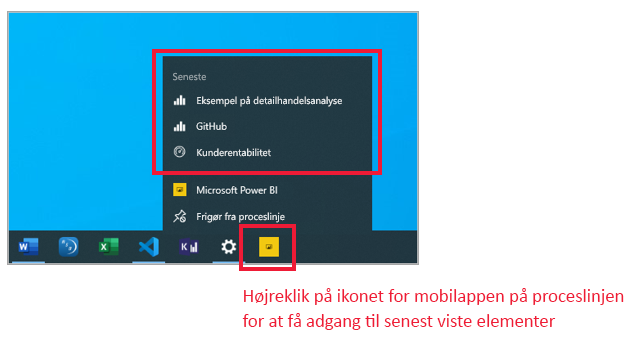 Seneste
Eksempel på detailhandelsanalyse
GitHub
Kunderentabilitet
Microsoft Power BI
Frigør fra proceslinje
W
X
K
Højreklik på ikonet for mobilappen på proceslinjen
for at få adgang til senest viste elementer